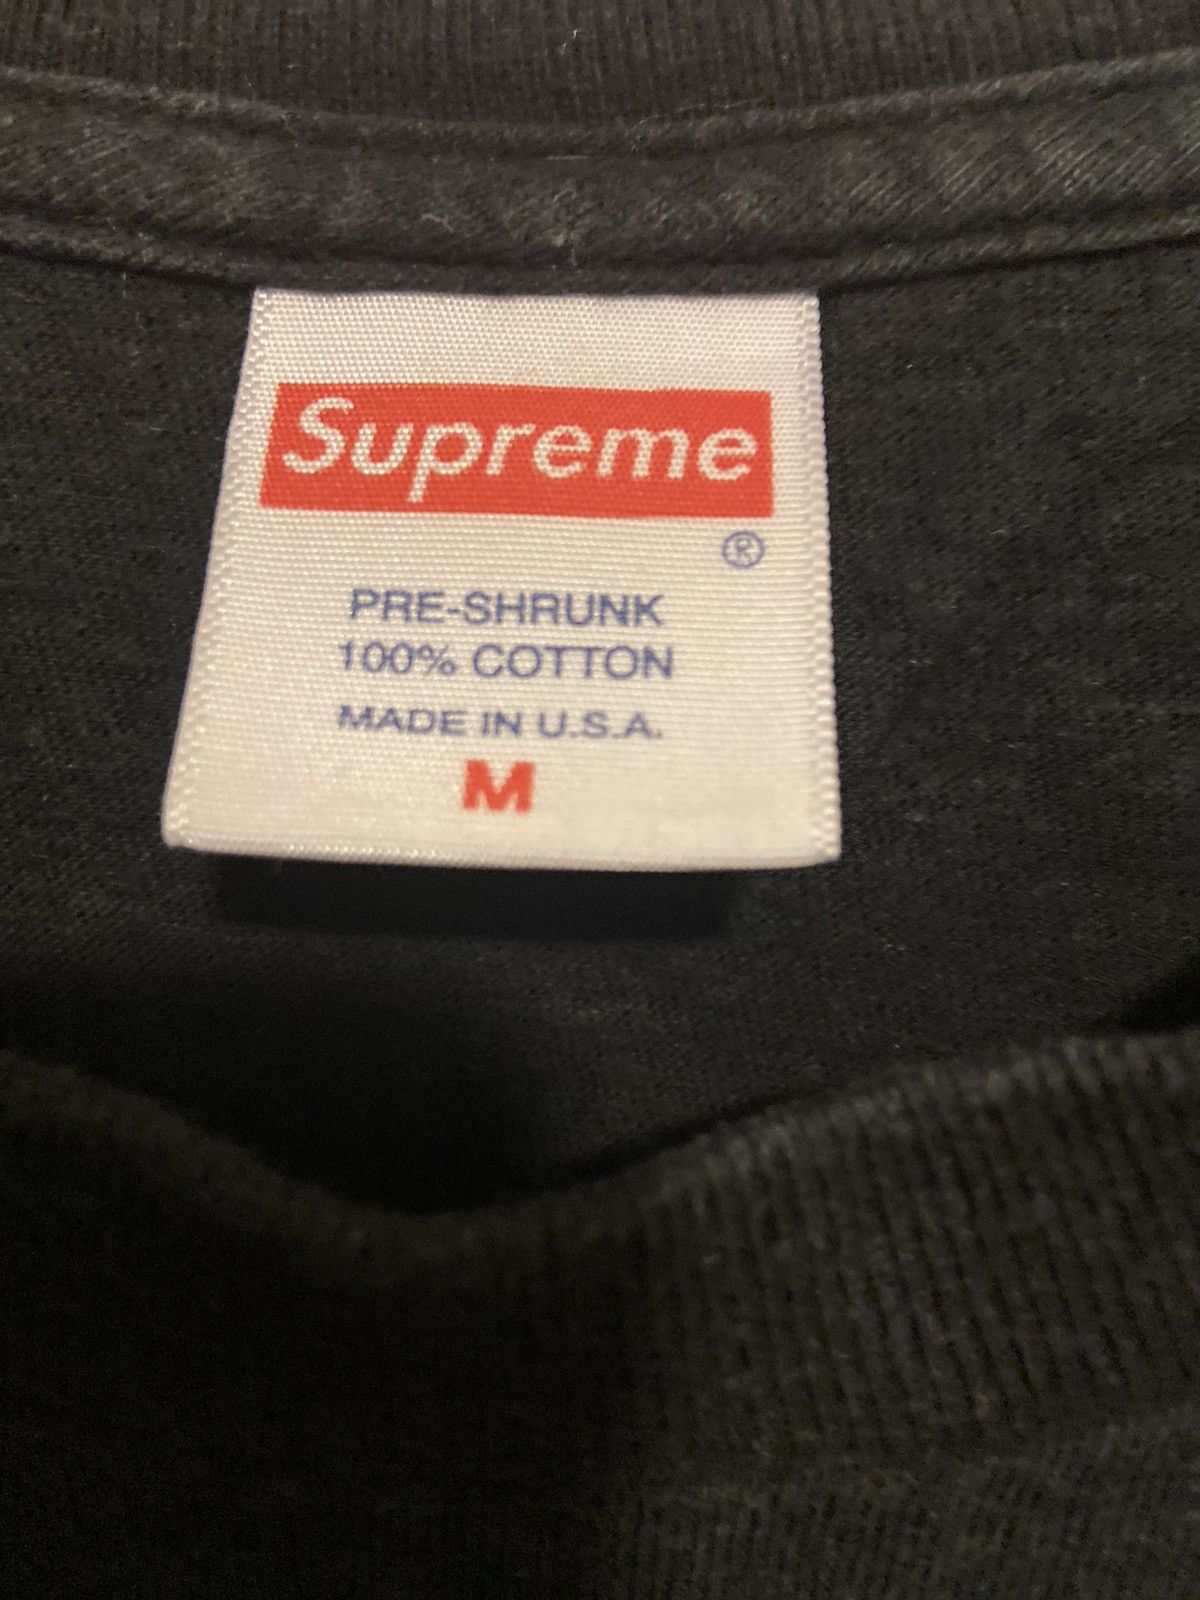 Supreme
®
PRE-SHRUNK
100% COTTON
MADE IN U.S.A.
M